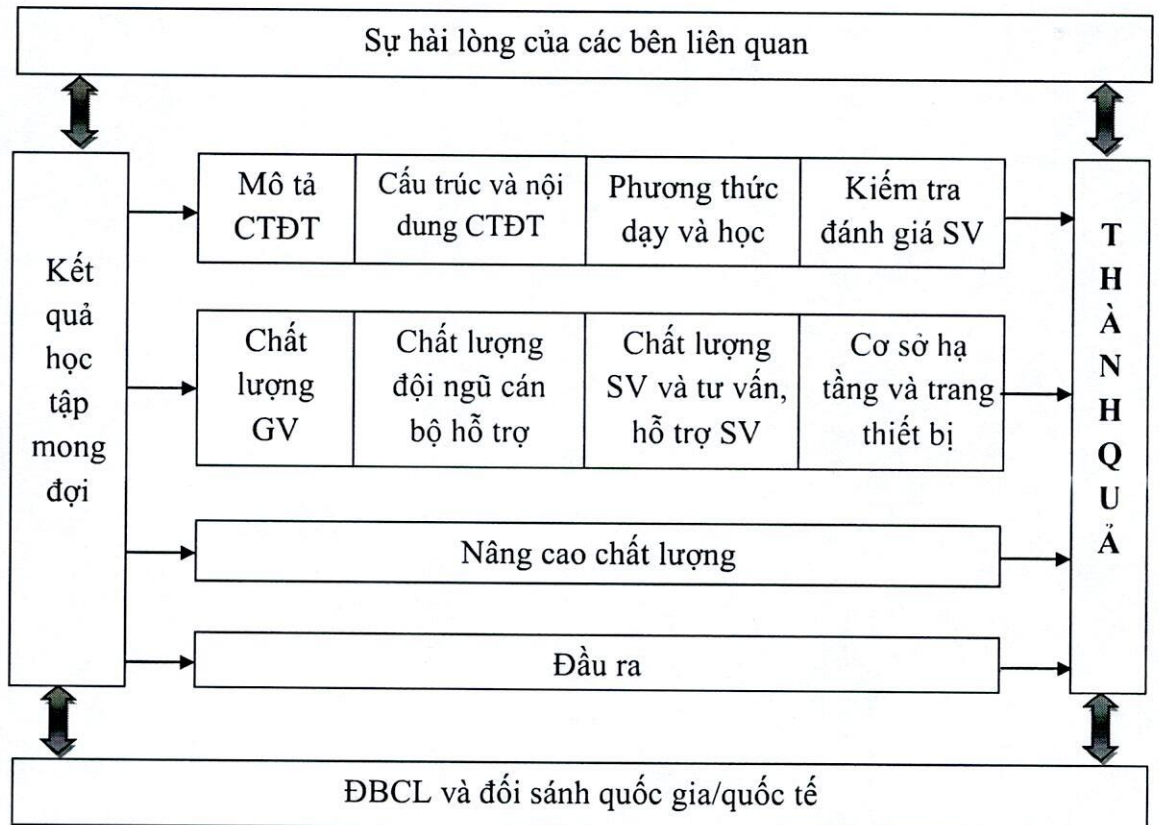 Sự hài lòng của các bên liên quan
Kết
quả
học
tập
mong
đợi
Mô tả
CTĐT
Cấu trúc và nội
dung CTĐT
Phương thức
dạy và học
Kiểm tra
đánh giá SV
Chất
lượng
GV
Chất lượng
đội ngũ cán
bộ hỗ trợ
Chất lượng
SV và tư vấn,
hỗ trợ SV
Cơ sở hạ
tầng và trang
thiết bị
Nâng cao chất lượng
Đầu ra
T
H
À
N
H
Q
U
Ả
ĐBCL và đối sánh quốc gia/quốc tế